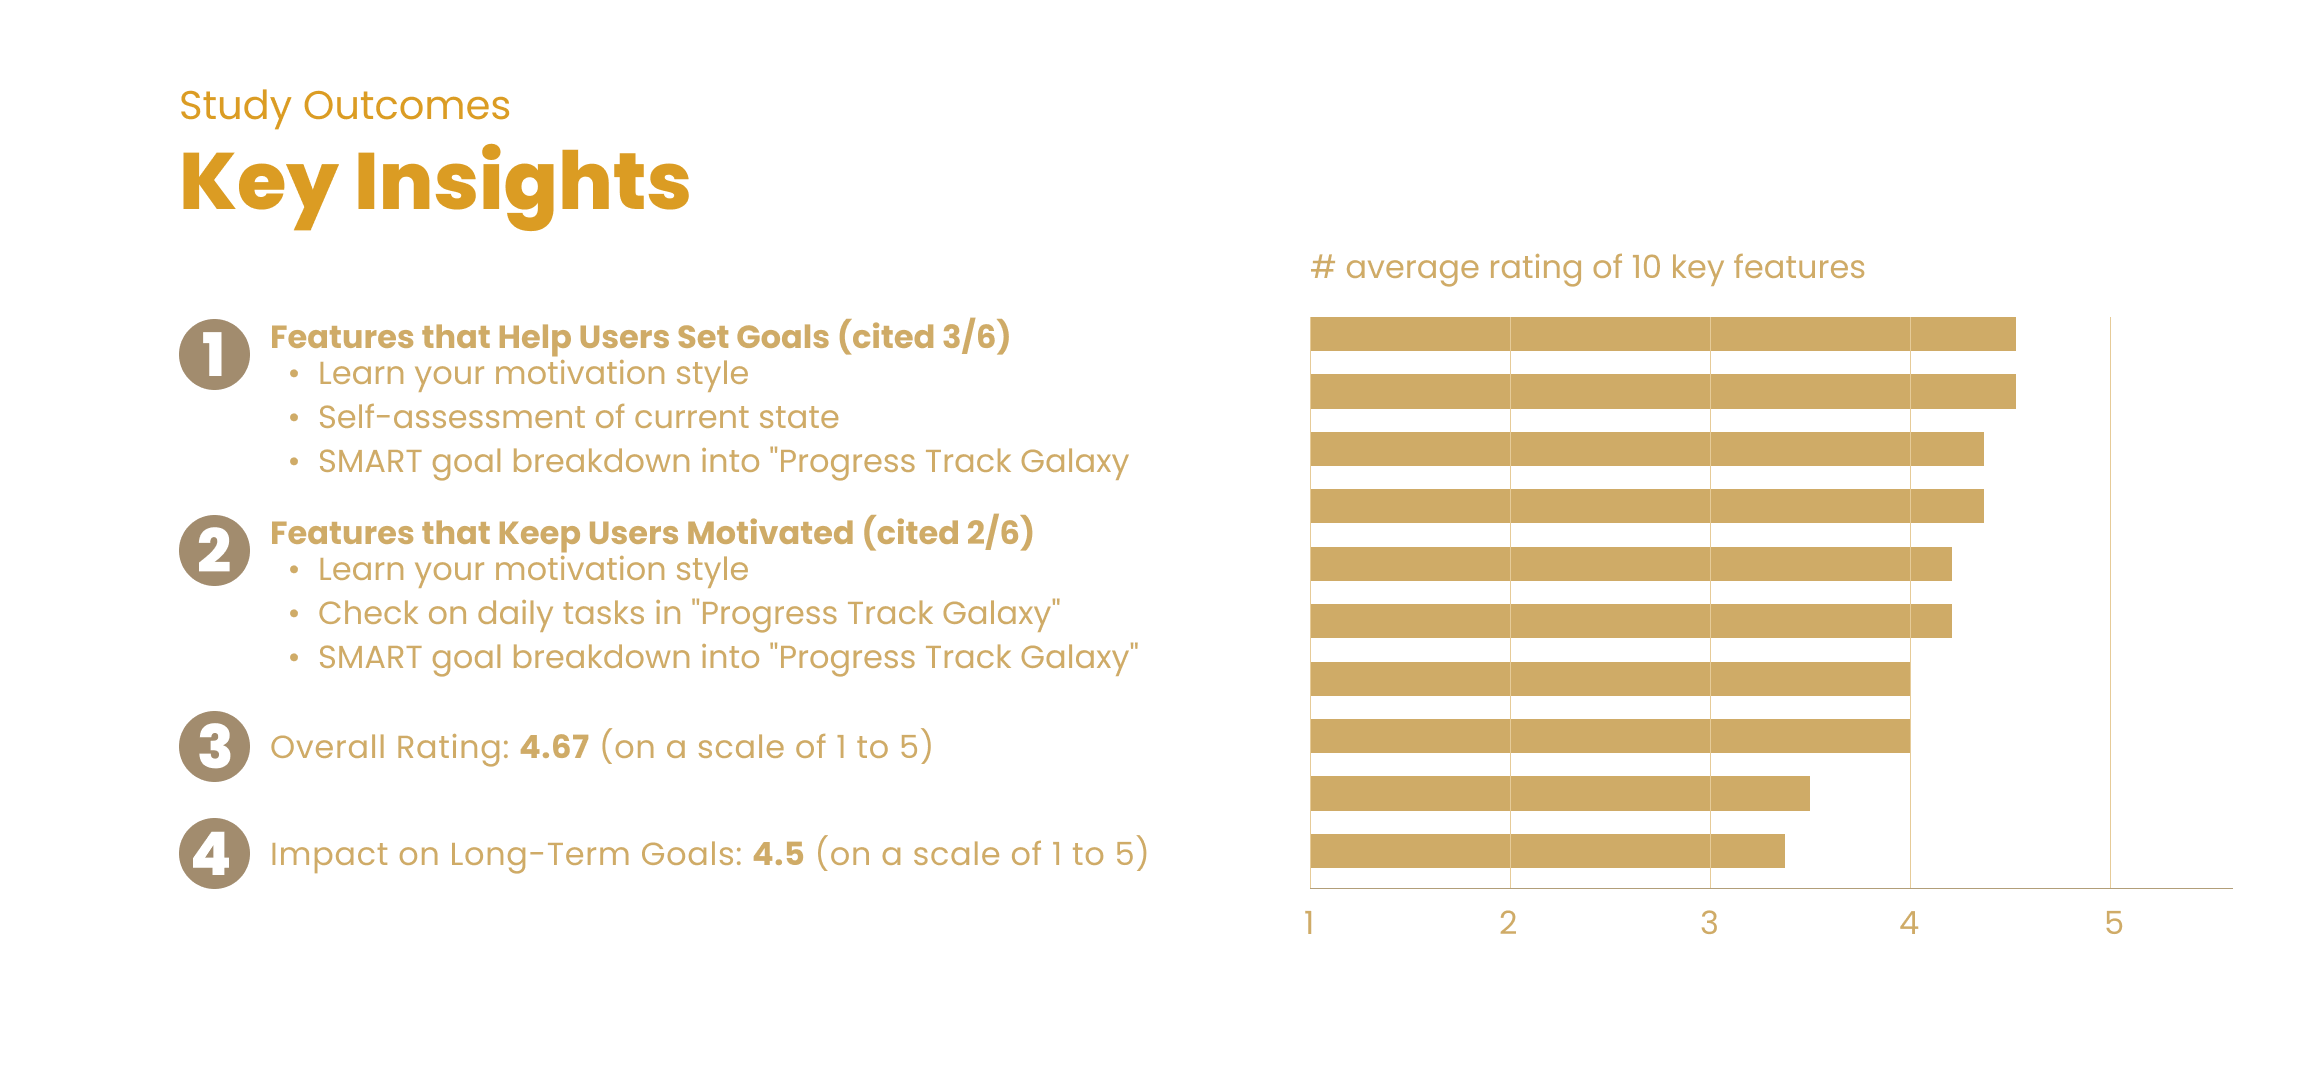 Study Outcomes
Key Insights
# average rating of 10 key features
1
Features that Help Users Set Goals (cited 3/6)
• Learn your motivation style
• Self-assessment of current state
• SMART goal breakdown into "Progress Track Galaxy
2
Features that Keep Users Motivated (cited 2/6)
• Learn your motivation style
• Check on daily tasks in "Progress Track Galaxy"
• SMART goal breakdown into "Progress Track Galaxy"
3
Overall Rating: 4.67 (on a scale of 1 to 5)
4
Impact on Long-Term Goals: 4.5 (on a scale of 1 to 5)
1 2 3 4 5